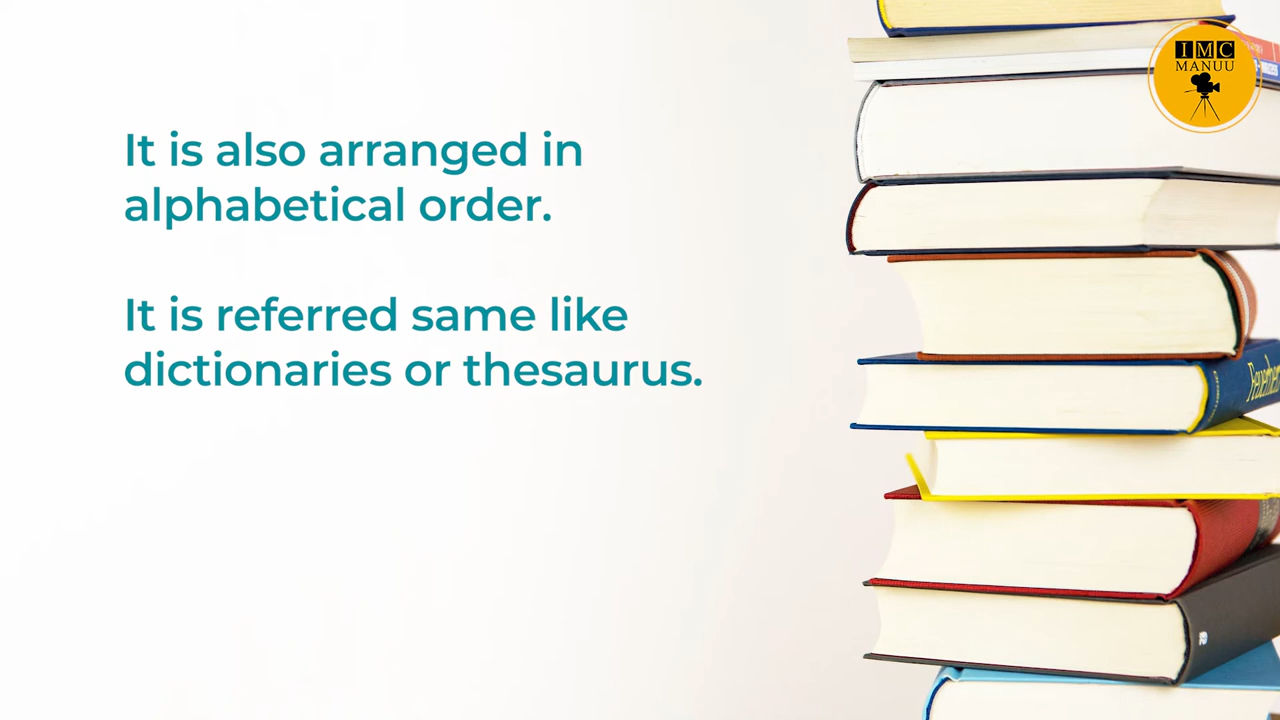 It is also arranged in
alphabetical order.
It is referred same like
dictionaries or thesaurus.
IMC
MANUU